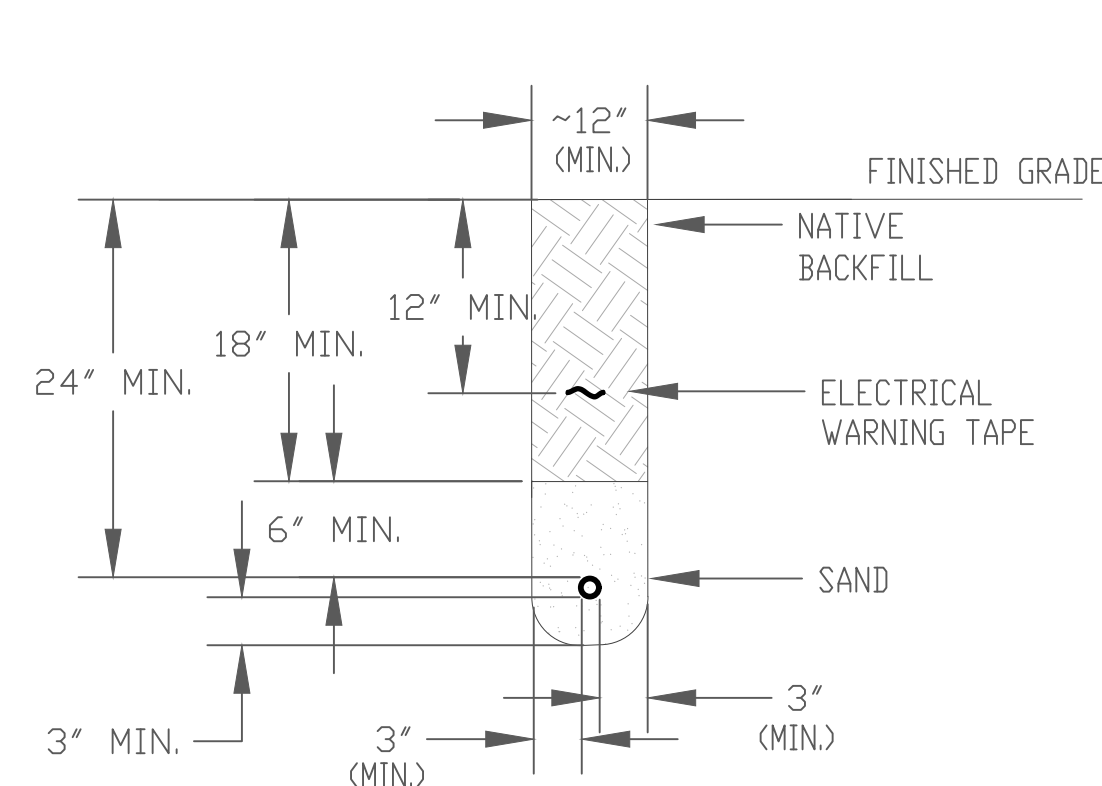 ~12″
(MIN.)
FINISHED GRADE
NATIVE
BACKFILL
12″ MIN.
18″ MIN.
24″ MIN.
ELECTRICAL
WARNING TAPE
6″ MIN.
SAND
3″
(MIN.)
3″ MIN.
3″
(MIN.)